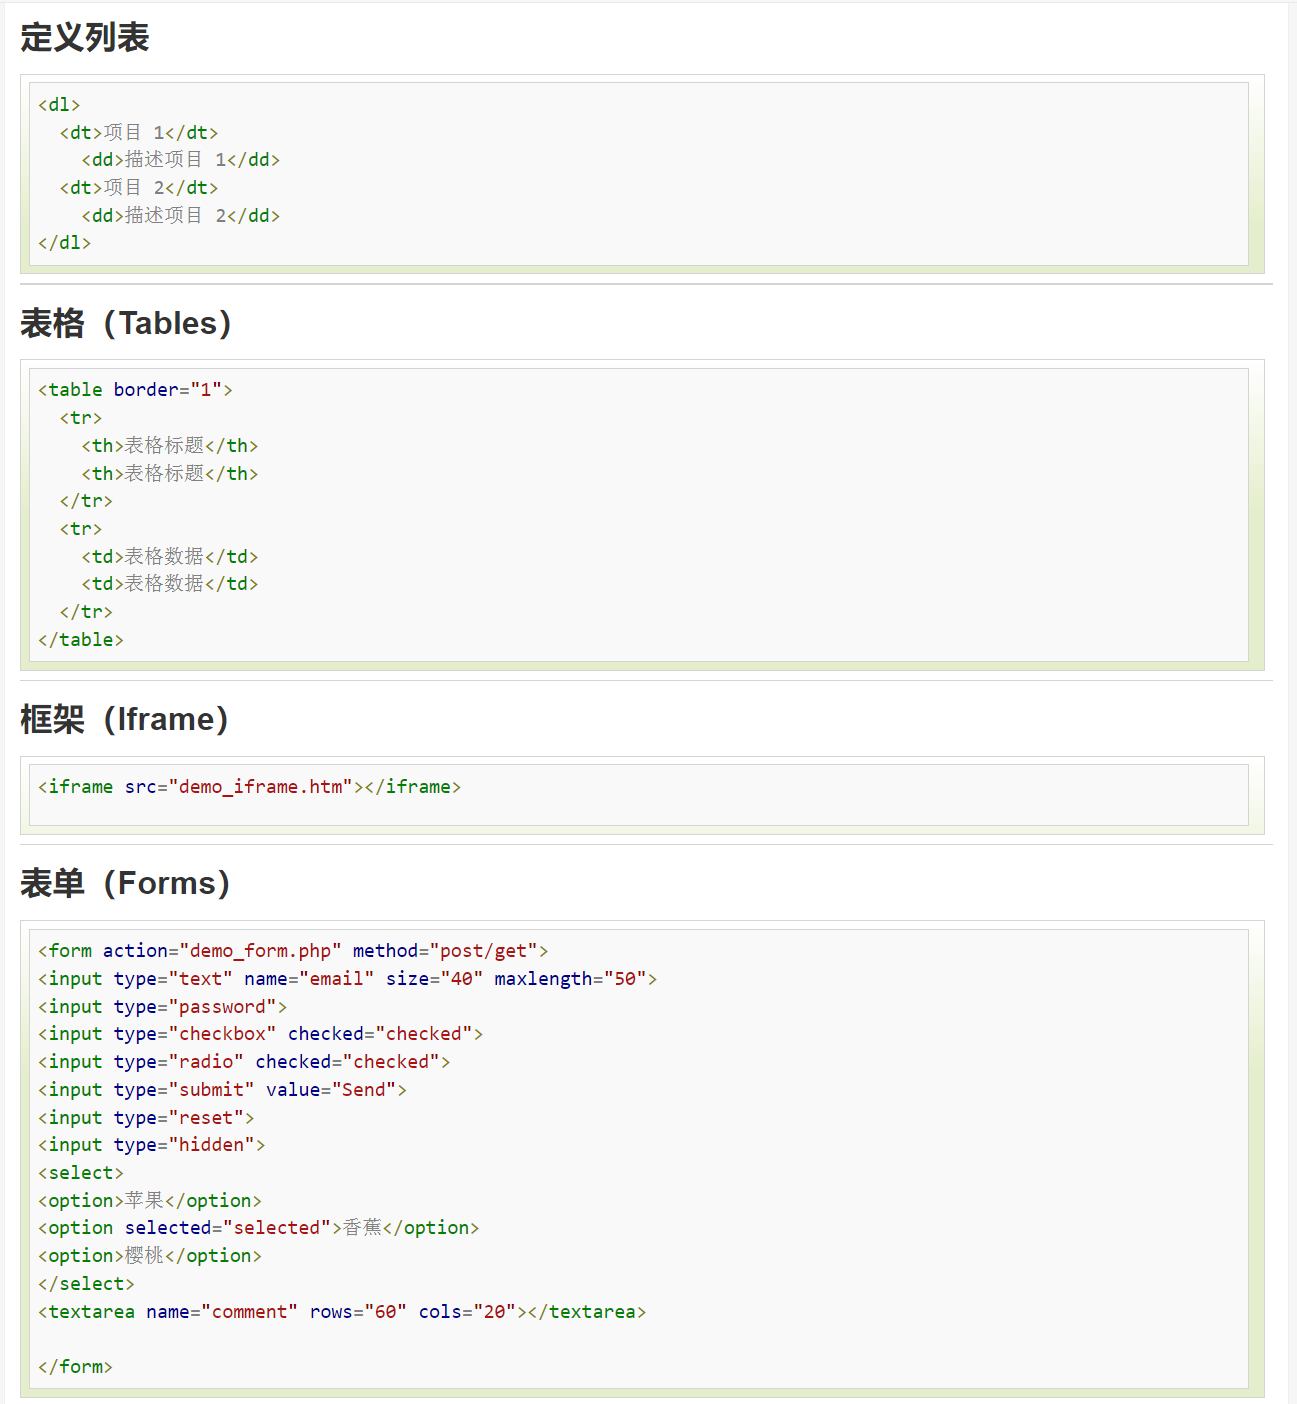 定义列表
<dl>
  <dt>项目 1</dt>
    <dd>描述项目 1</dd>
  <dt>项目 2</dt>
    <dd>描述项目 2</dd>
</dl>
表格（Tables）
<table border="1">
  <tr>
    <th>表格标题</th>
    <th>表格标题</th>
  </tr>
  <tr>
    <td>表格数据</td>
    <td>表格数据</td>
  </tr>
</table>
框架（Iframe）
<iframe src="demo_iframe.htm"></iframe>
表单（Forms）
<form action="demo_form.php" method="post/get">
<input type="text" name="email" size="40" maxlength="50">
<input type="password">
<input type="checkbox" checked="checked">
<input type="radio" checked="checked">
<input type="submit" value="Send">
<input type="reset">
<input type="hidden">
<select>
<option>苹果</option>
<option selected="selected">香蕉</option>
<option>樱桃</option>
</select>
<textarea name="comment" rows="60" cols="20"></textarea>

</form>